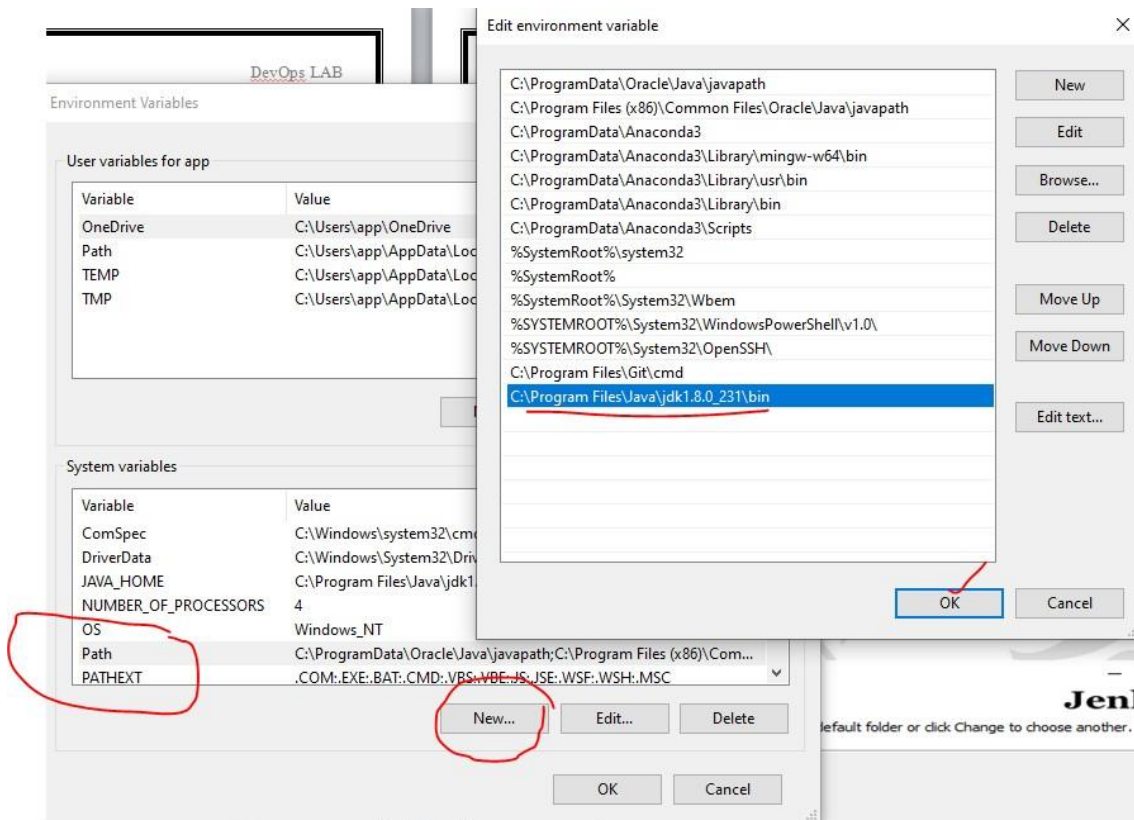 DevOps LAB
Environment Variables
User variables for app
Variable Value
OneDrive C:\Users\app\OneDrive
Path C:\Users\app\AppData\Loc
TEMP C:\Users\app\AppData\Loc
TMP C:\Users\app\AppData\Loc
System variables
Variable Value
ComSpec C:\Windows\system32\cm
DriverData C:\Windows\System32\Driv
JAVA_HOME C:\Program Files\Java\jdk1.
NUMBER_OF_PROCESSORS 4
OS Windows_NT
Path C:\ProgramData\Oracle\Java\javapath;C:\Program Files (x86)\Com...
PATHEXT .COM;.EXE;.BAT;.CMD;.VBS;.VBE;.JS;.JSE;.WSF;.WSH;.MSC
New... Edit... Delete
OK Cancel
Edit environment variable
C:\ProgramData\Oracle\Java\javapath
C:\Program Files (x86)\Common Files\Oracle\Java\javapath
C:\ProgramData\Anaconda3
C:\ProgramData\Anaconda3\Library\mingw-w64\bin
C:\ProgramData\Anaconda3\Library\usr\bin
C:\ProgramData\Anaconda3\Library\bin
C:\ProgramData\Anaconda3\Scripts
%SystemRoot%\system32
%SystemRoot%
%SystemRoot%\System32\Wbem
%SYSTEMROOT%\System32\WindowsPowerShell\v1.0\
%SYSTEMROOT%\System32\OpenSSH\
C:\Program Files\Git\cmd
C:\Program Files\Java\jdk1.8.0_231\bin
New
Edit
Browse...
Delete
Move Up
Move Down
Edit text...
OK Cancel
Jen
default folder or click Change to choose another.